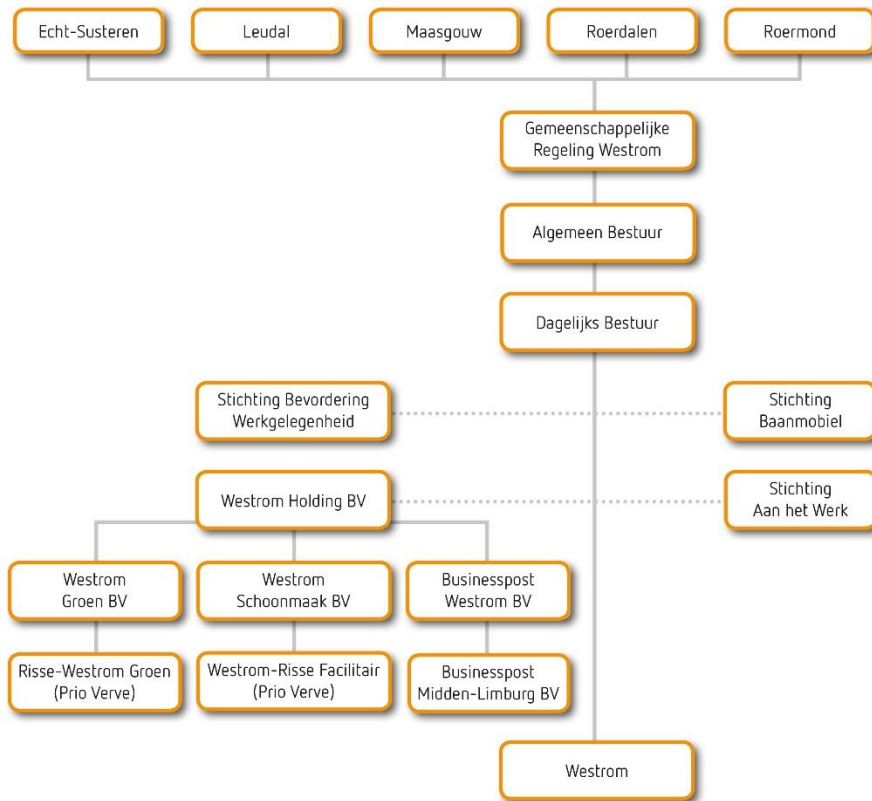 Echt-Susteren
Leudal
Maasgouw
Roerdalen
Roermond
Gemeenschappelijke
Regeling Westrom
Algemeen Bestuur
Dagelijks Bestuur
Stichting Bevordering
Werkgelegenheid
Stichting
Baanmobiel
Westrom Holding BV
Stichting
Aan het Werk
Westrom
Groen BV
Westrom
Schoonmaak BV
Businesspost
Westrom BV
Risse-Westrom Groen
(Prio Verve)
Westrom-Risse Facilitair
(Prio Verve)
Businesspost
Midden-Limburg BV
Westrom